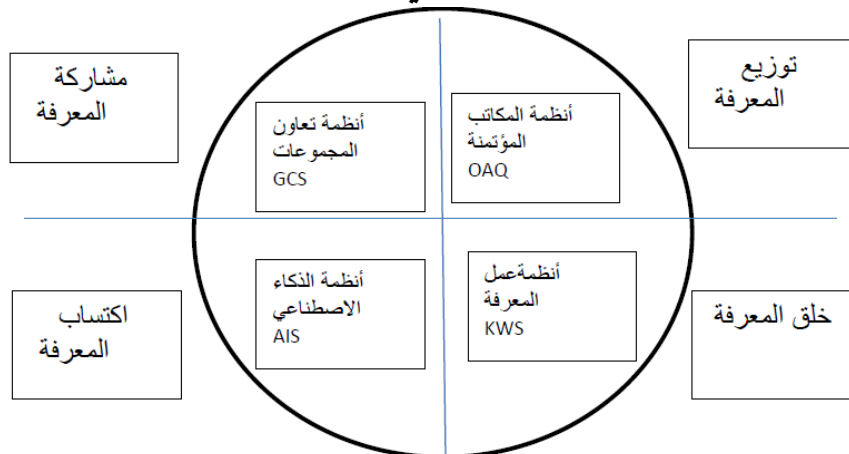 توزيع
المعرفة
أنظمة المكاتب
المؤتمنة
OAQ
أنظمة تعاون
المجموعات
GCS
مشاركة
المعرفة
خلق المعرفة
أنظمةعمل
المعرفة
KWS
أنظمة الذكاء
الاصطناعي
AIS
اكتساب
المعرفة